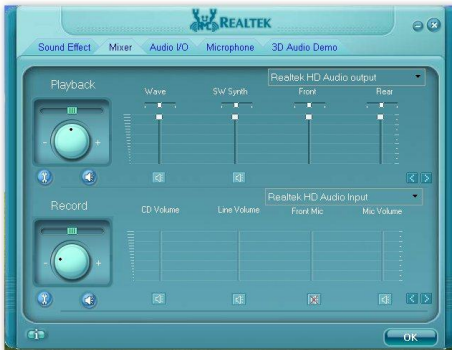 REALTEK
Sound Effect Mixer Audio I/O Microphone 3D Audio Demo
Realtek HD Audio output
Playback
Wave SW Synth Front Rear
- +
Realtek HD Audio Input
Record
CD Volume Line Volume Front Mic Mic Volume
- +
OK